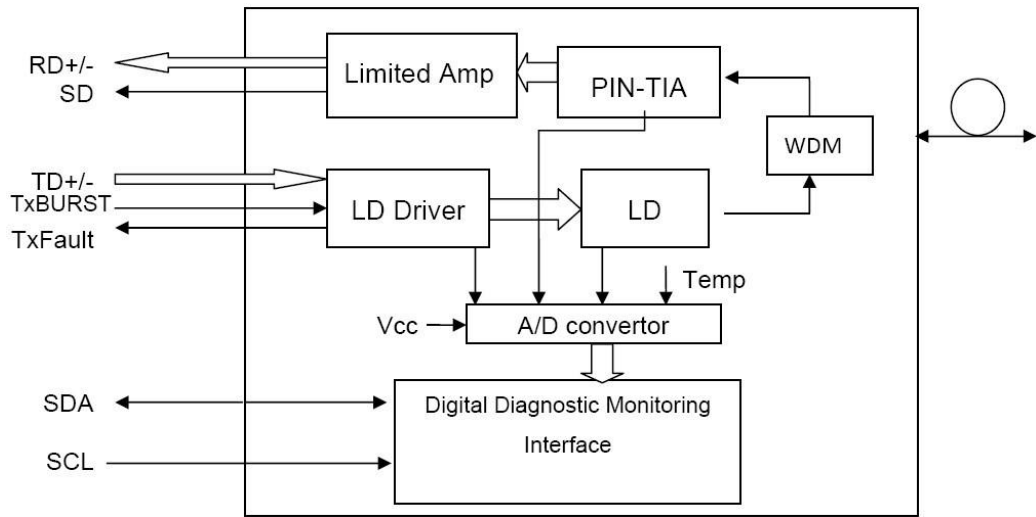 RD+/-
SD
Limited Amp
PIN-TIA
WDM
TD+/-
TxBURST
TxFault
LD Driver
LD
Temp
Vcc
A/D convertor
SDA
SCL
Digital Diagnostic Monitoring
Interface